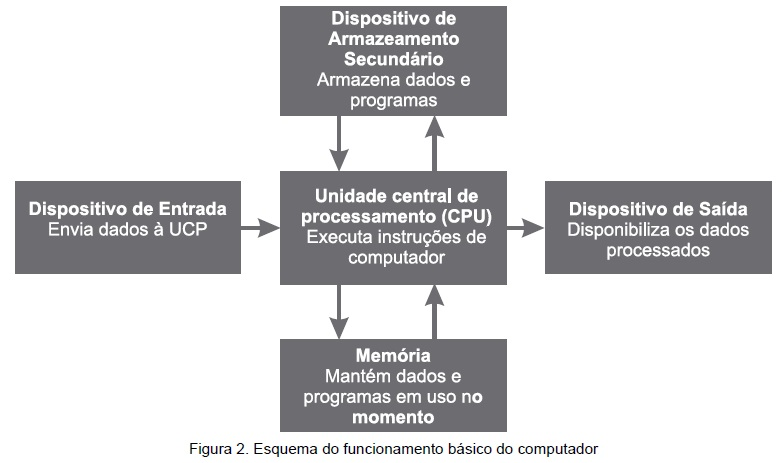 Dispositivo de
Armazeamento
Secundário
Armazena dados e
programas
Dispositivo de Entrada
Envia dados à UCP
Unidade central de
processamento (CPU)
Executa instruções de
computador
Dispositivo de Saída
Disponibiliza os dados
processados
Memória
Mantém dados e
programas em uso no
momento
Figura 2. Esquema do funcionamento básico do computador